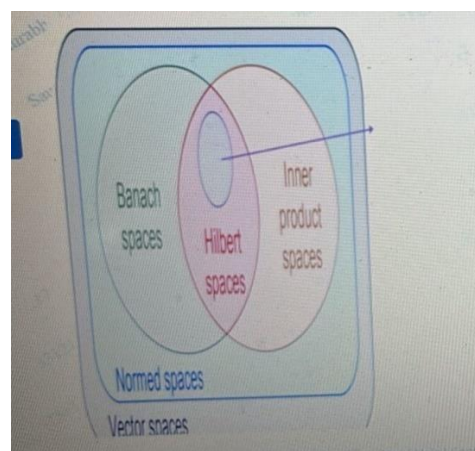 Banach
spaces
Hilbert
spaces
Inner
product
spaces
Normed spaces
Vector spaces